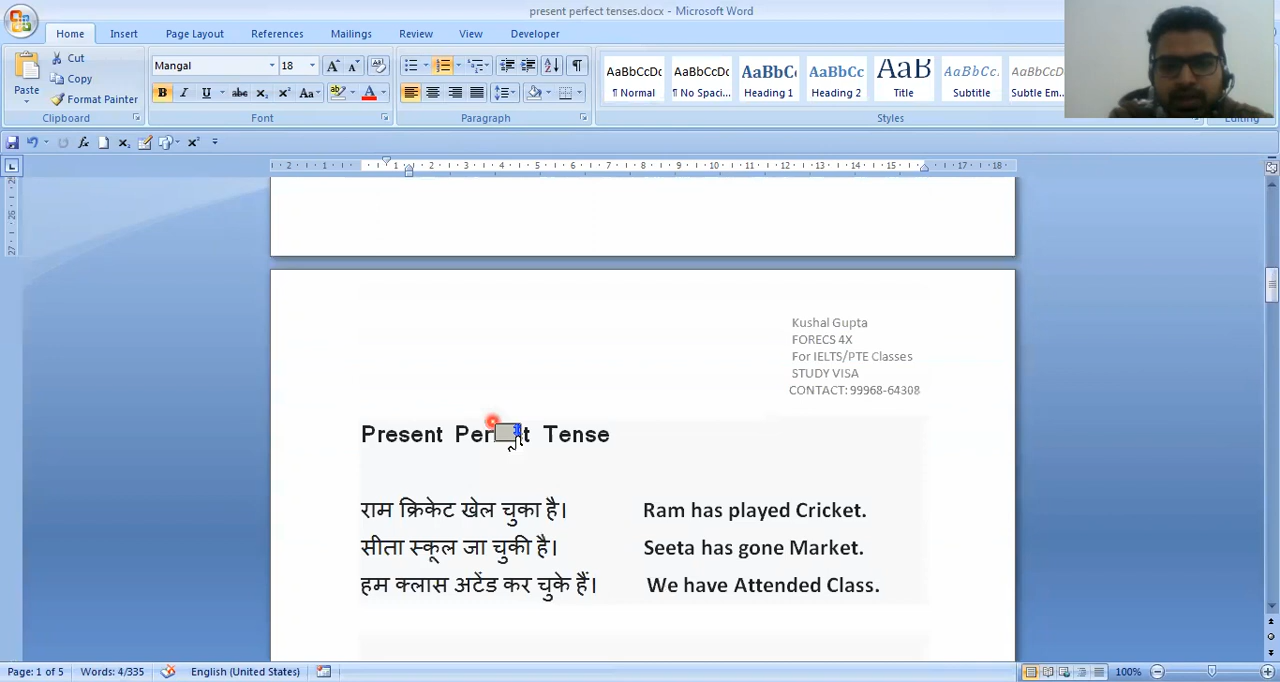 present perfect tenses.docx - Microsoft Word
Home Insert Page Layout References Mailings Review View Developer
Paste Cut Copy Format Painter
Mangal 18
AaBbCcDc AaBbCcDc AaBbCc AaBbCc AaB AaBbCc.
¶ Normal ¶ No Spaci... Heading 1 Heading 2 Title Subtitle Subtle Em...
Clipboard Font Paragraph Styles Editing
Kushal Gupta
FORECS 4X
For IELTS/PTE Classes
STUDY VISA
CONTACT: 99968-64308
Present Tense
राम क्रिकेट खेल चुका है। Ram has played Cricket.
सीता स्कूल जा चुकी है। Seeta has gone Market.
हम क्लास अटेंड कर चुके हैं। We have Attended Class.
Page: 1 of 5 Words: 4/335 English (United States) 100%